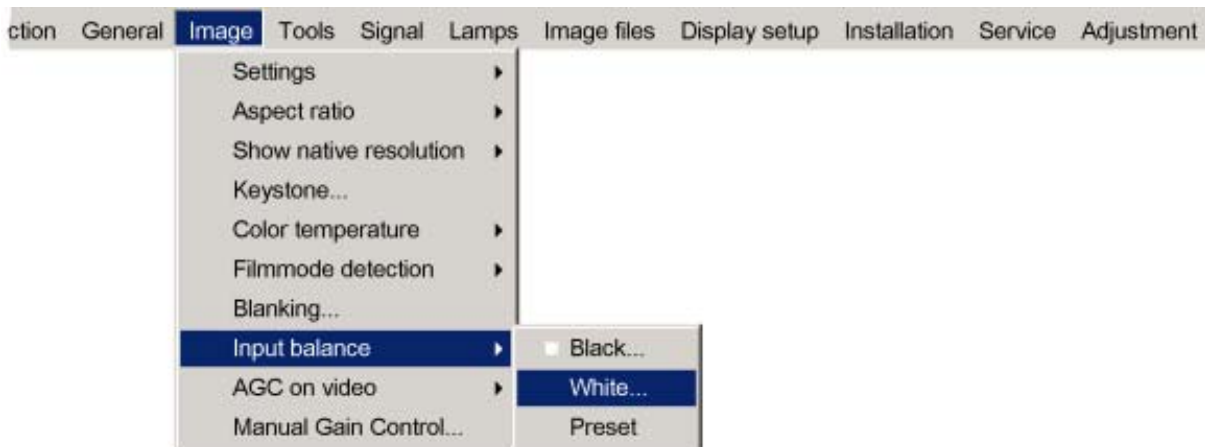 ction General Image Tools Signal Lamps Image files Display setup Installation Service Adjustment
Settings
Aspect ratio
Show native resolution
Keystone...
Color temperature
Filmmode detection
Blanking...
Input balance
Black...
AGC on video
White...
Manual Gain Control...
Preset